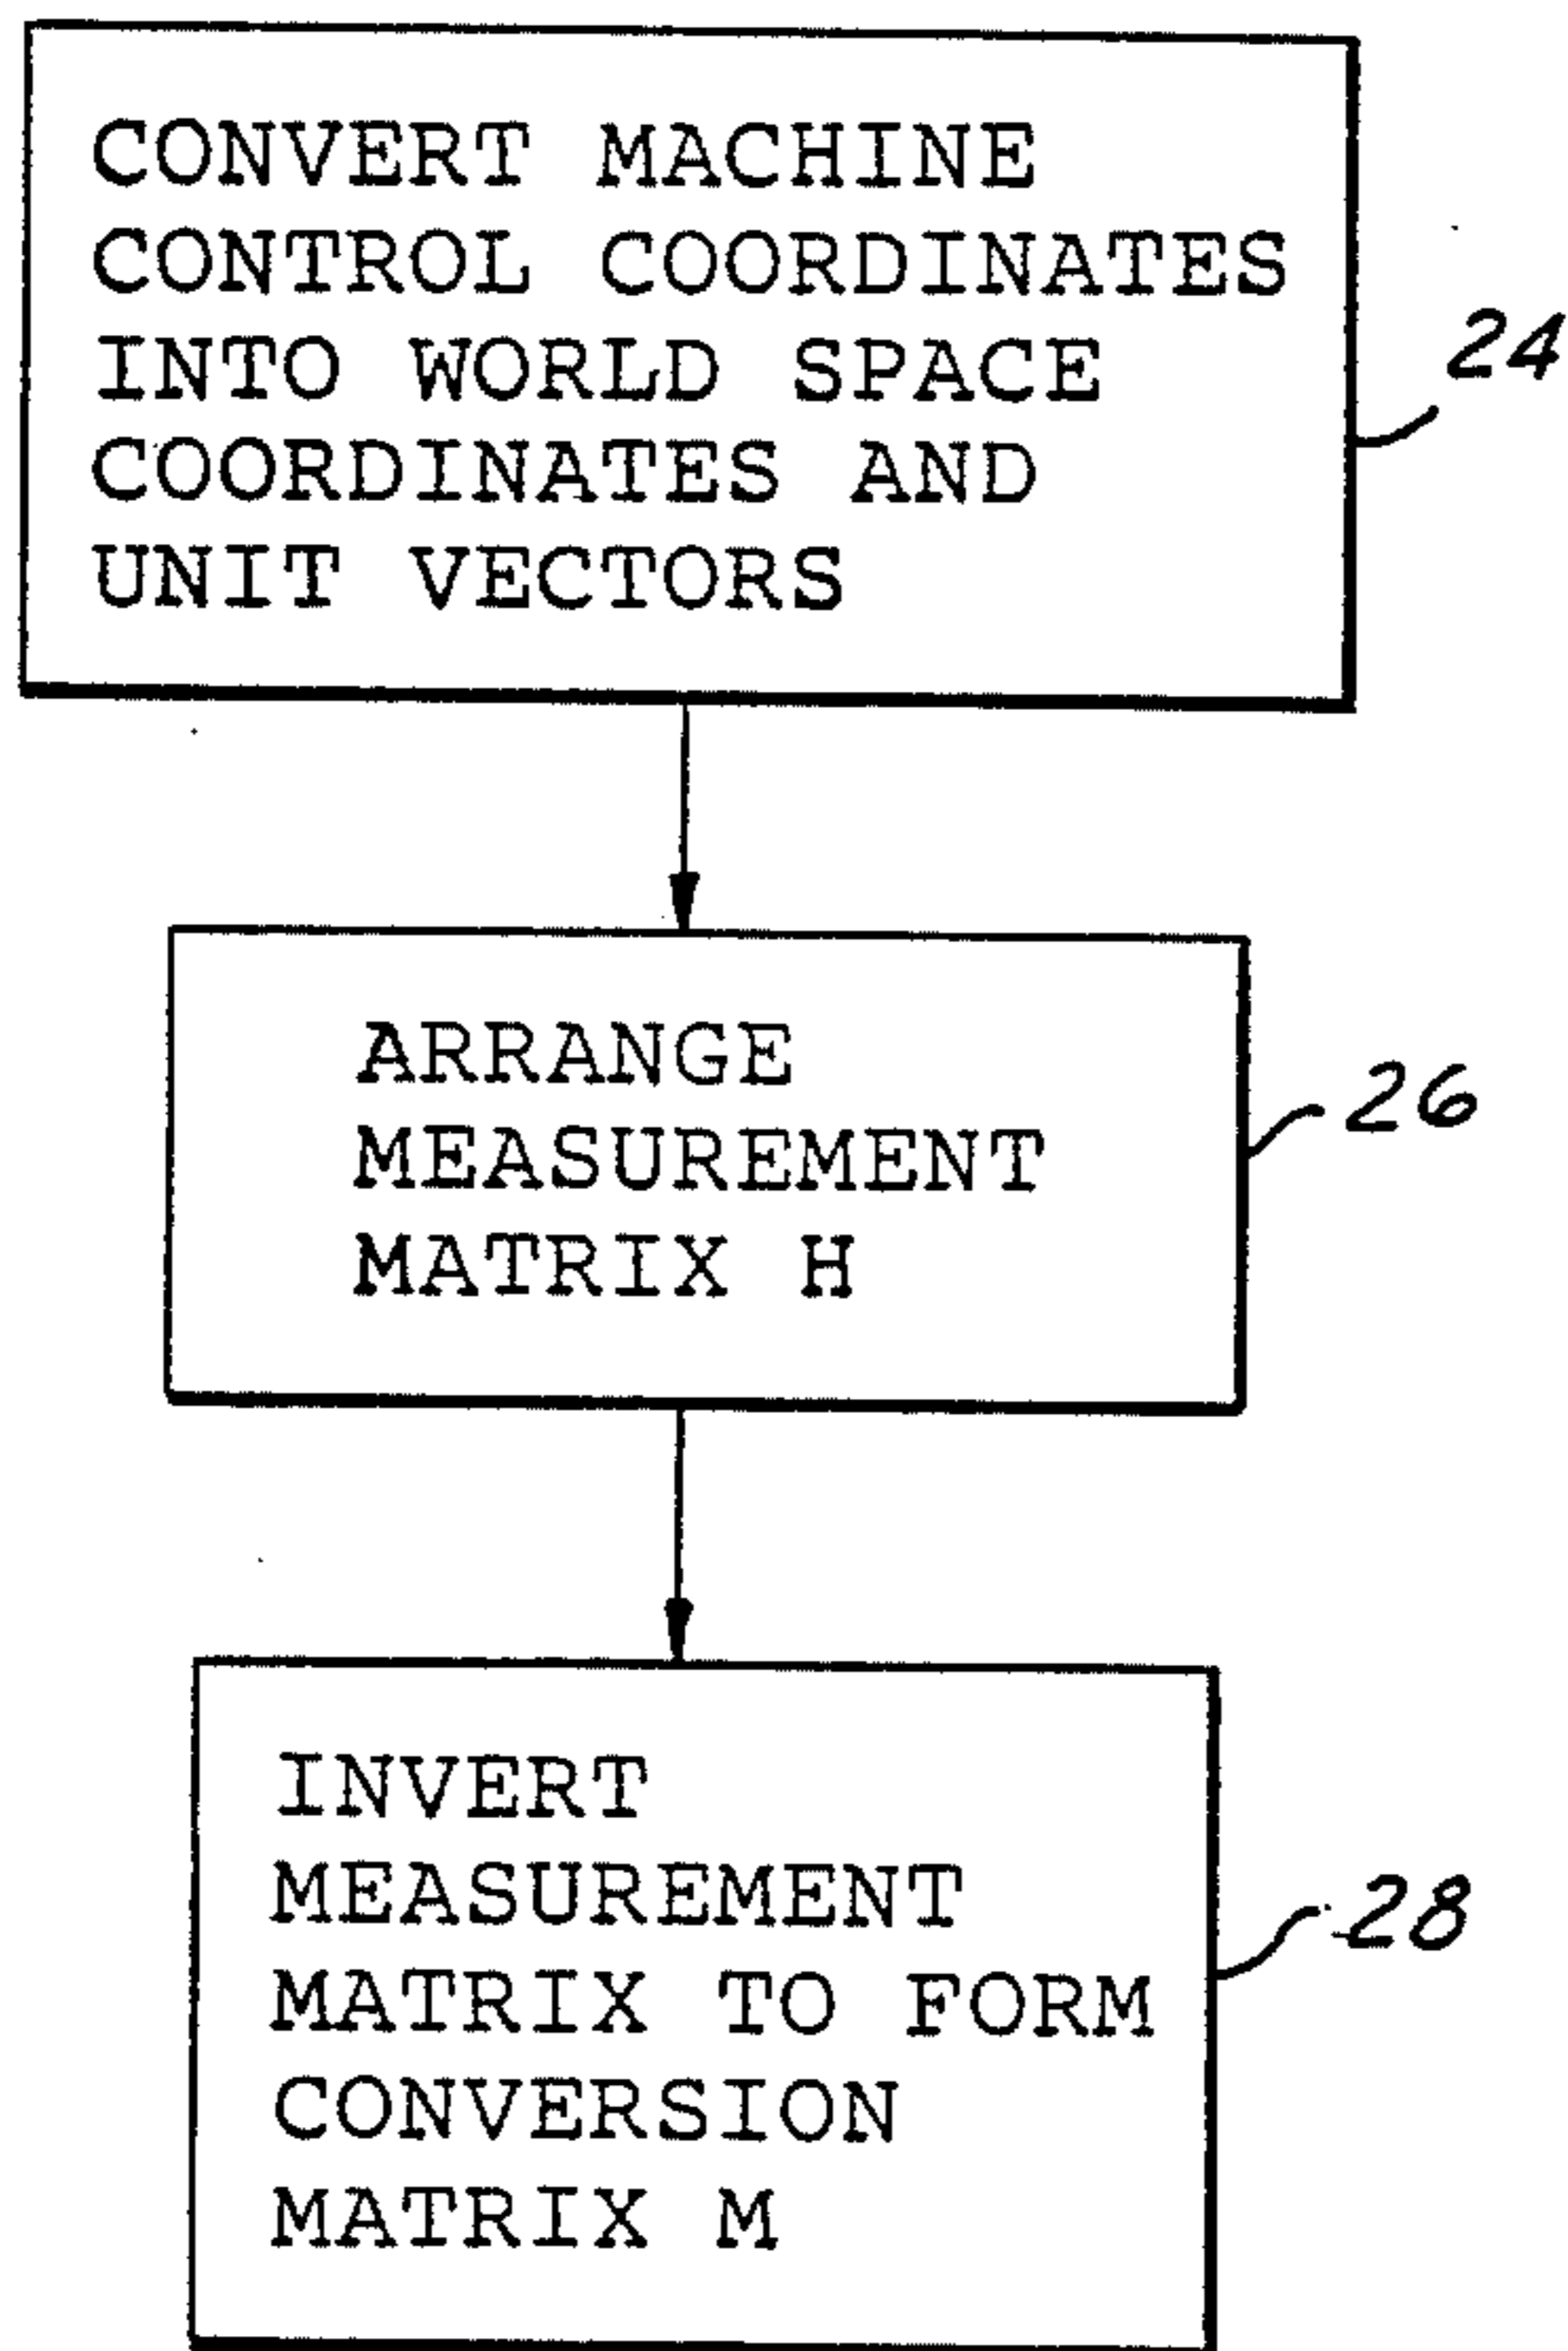 CONVERT MACHINE
CONTROL COORDINATES
INTO WORLD SPACE
COORDINATES AND
UNIT VECTORS
24
ARRANGE
MEASUREMENT
MATRIX H
26
INVERT
MEASUREMENT
MATRIX TO FORM
CONVERSION
MATRIX M
28